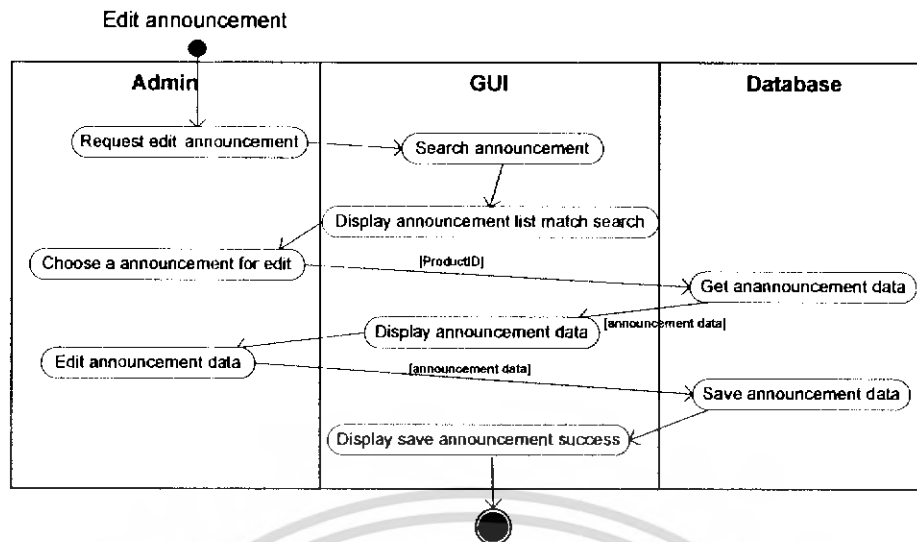 Edit announcement
Admin
GUI
Database
Request edit announcement
Search announcement
Display announcement list match search
Choose a announcement for edit
[ProductID]
Get anannouncement data
[announcement data]
Display announcement data
Edit announcement data
[announcement data]
Save announcement data
Display save announcement success